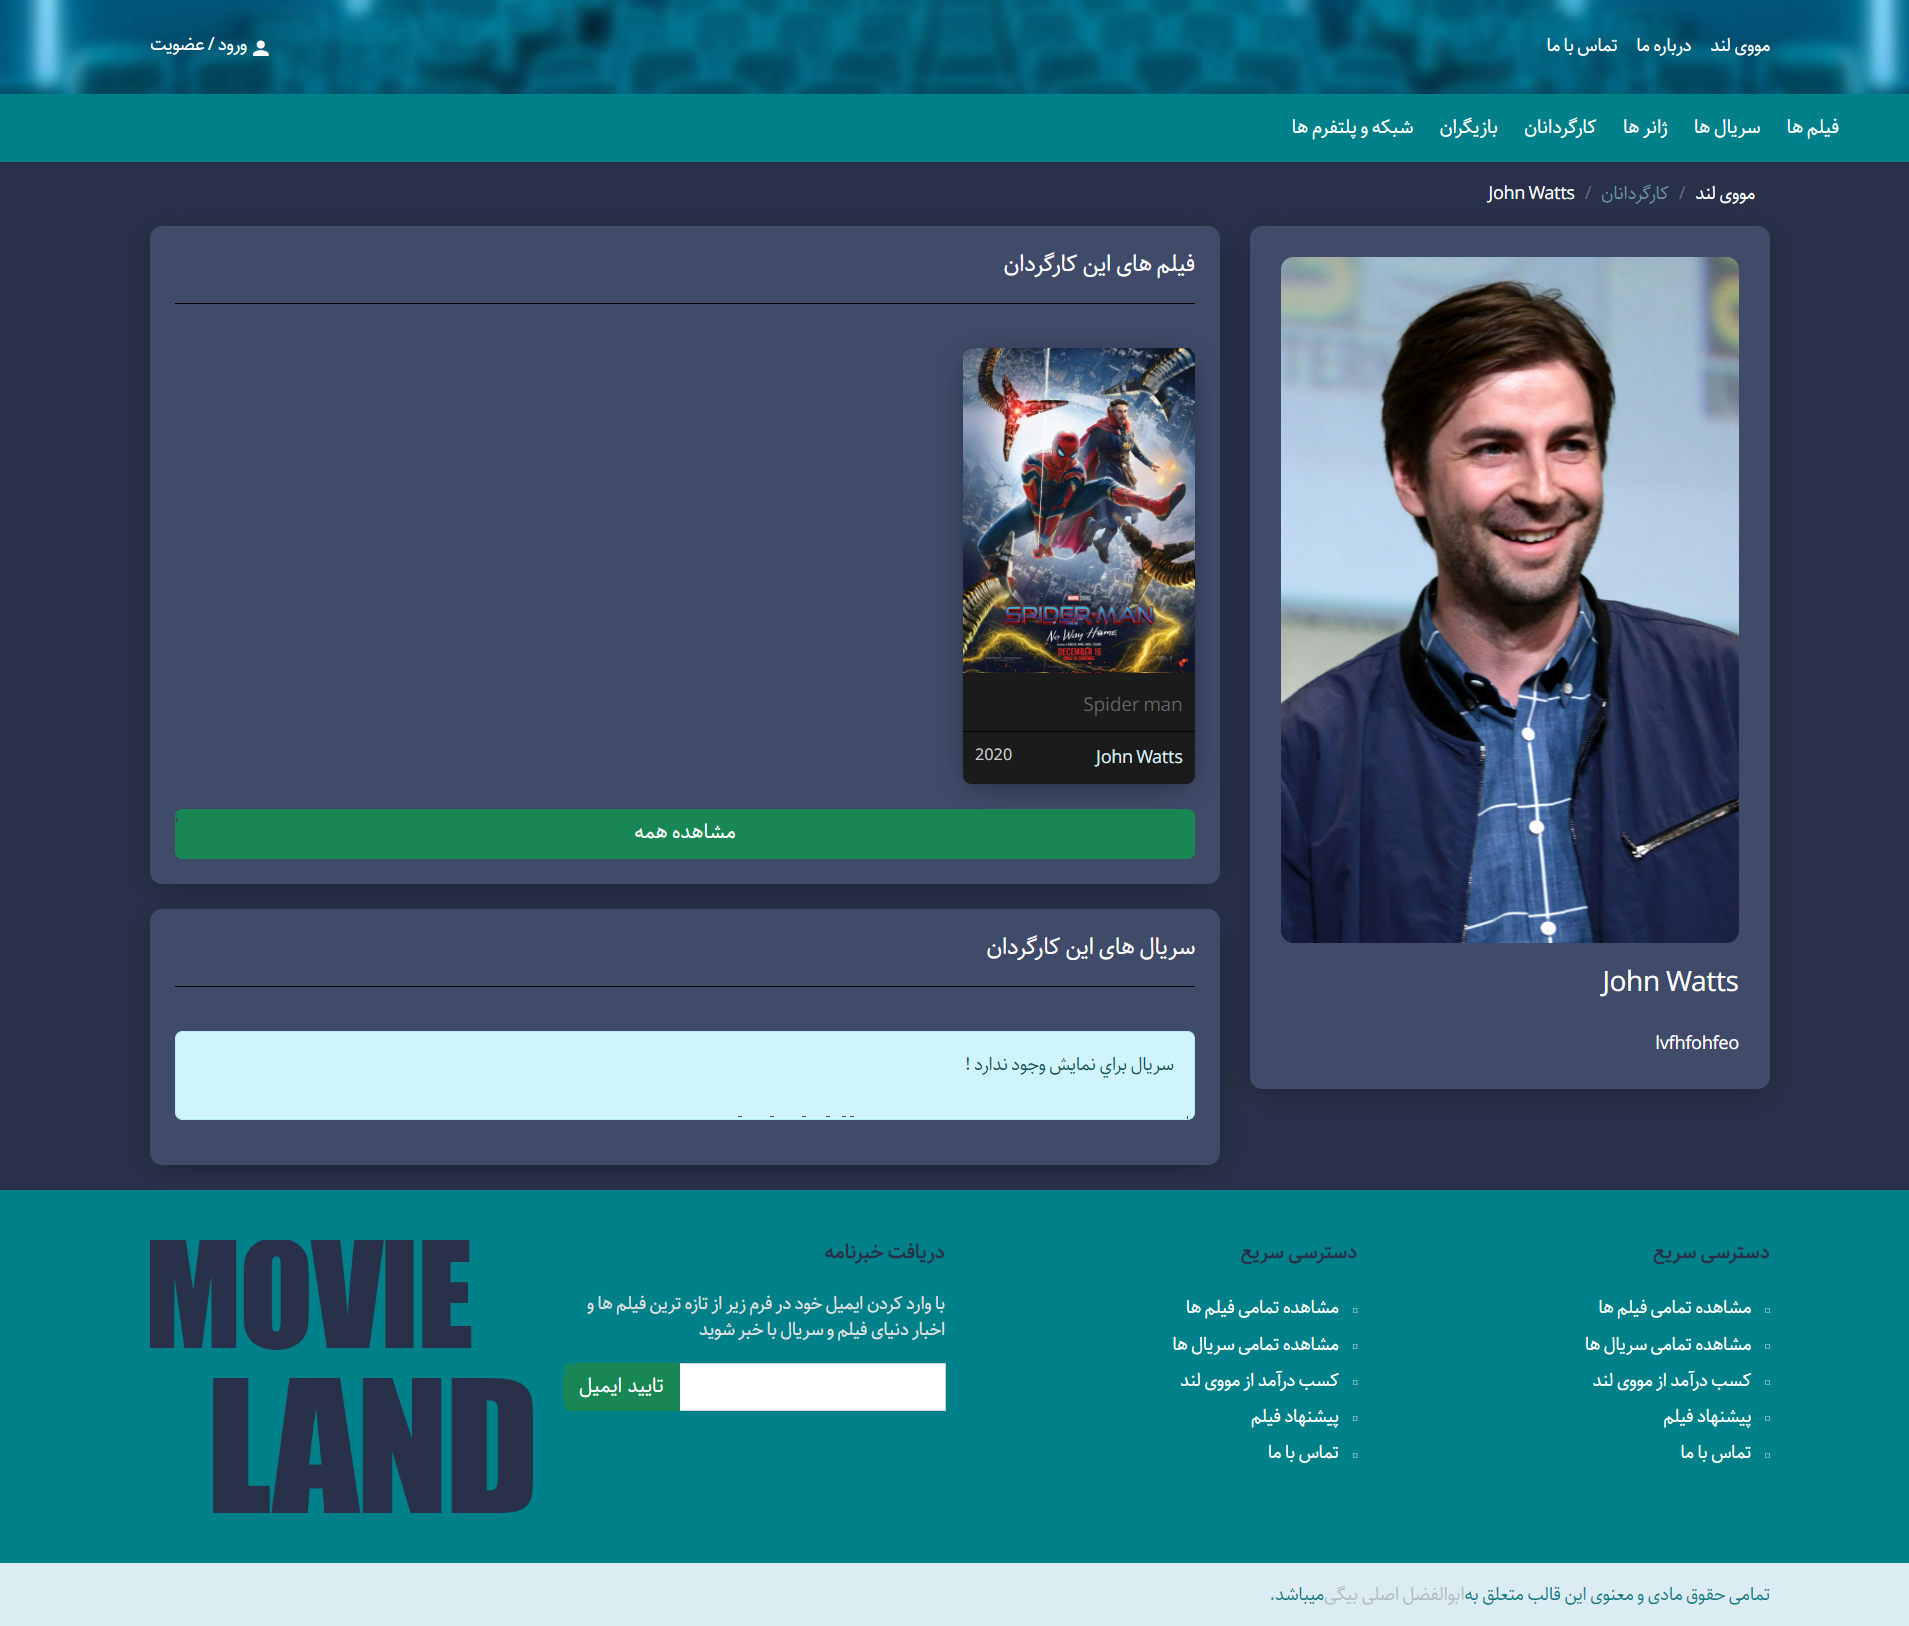 مووی لند درباره ما تماس با ما
ورود / عضویت
فیلم ها سریال ها ژانر ها کارگردانان بازیگران شبکه و پلتفرم ها
مووی لند / کارگردانان / John Watts
John Watts
lvfhfohfeo
فیلم های این کارگردان
SPIDER-MAN
No Way Home
DECEMBER 16
Spider man
John Watts 2020
مشاهده همه
سریال های این کارگردان
سریال براي نمایش وجود ندارد !
دسترسی سریع
مشاهده تمامی فیلم ها
مشاهده تمامی سریال ها
کسب درآمد از مووی لند
پیشنهاد فیلم
تماس با ما
دسترسی سریع
مشاهده تمامی فیلم ها
مشاهده تمامی سریال ها
کسب درآمد از مووی لند
پیشنهاد فیلم
تماس با ما
دریافت خبرنامه
با وارد کردن ایمیل خود در فرم زیر از تازه ترین فیلم ها و
اخبار دنیای فیلم و سریال با خبر شوید
تایید ایمیل
MOVIE
LAND
تمامی حقوق مادی و معنوی این قالب متعلق به ابوالفضل اصلی بیگی میباشد.